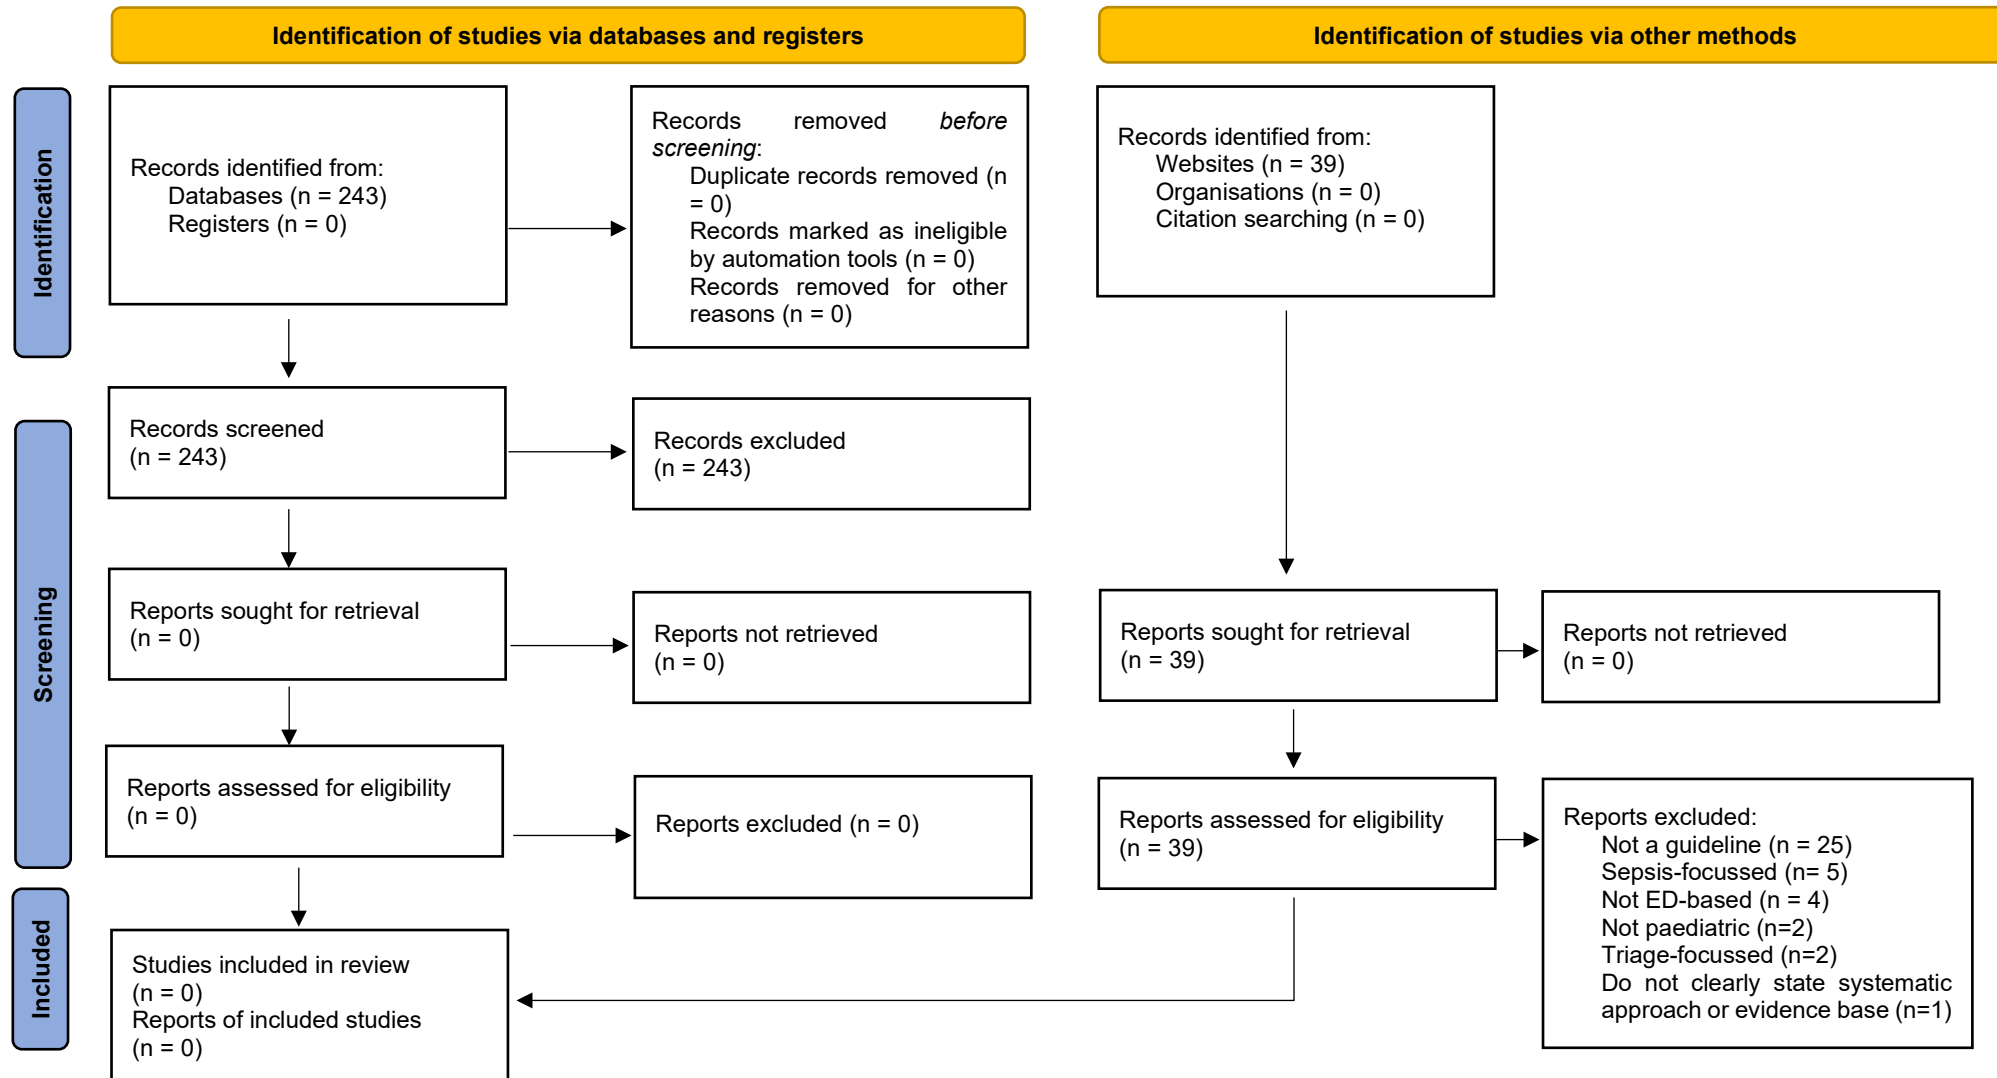 Identification of studies via databases and registers
Identification of studies via other methods
Identification
Records identified from:
Databases (n = 243)
Registers (n = 0)
Records removed before
screening:
Duplicate records removed (n
= 0)
Records marked as ineligible
by automation tools (n = 0)
Records removed for other
reasons (n = 0)
Records identified from:
Websites (n = 39)
Organisations (n = 0)
Citation searching (n = 0)
Screening
Records screened
(n = 243)
Records excluded
(n = 243)
Reports sought for retrieval
(n = 0)
Reports not retrieved
(n = 0)
Reports sought for retrieval
(n = 39)
Reports not retrieved
(n = 0)
Reports assessed for eligibility
(n = 0)
Reports excluded (n = 0)
Reports assessed for eligibility
(n = 39)
Reports excluded:
Not a guideline (n = 25)
Sepsis-focussed (n= 5)
Not ED-based (n = 4)
Not paediatric (n=2)
Triage-focussed (n=2)
Do not clearly state systematic
approach or evidence base (n=1)
Included
Studies included in review
(n = 0)
Reports of included studies
(n = 0)